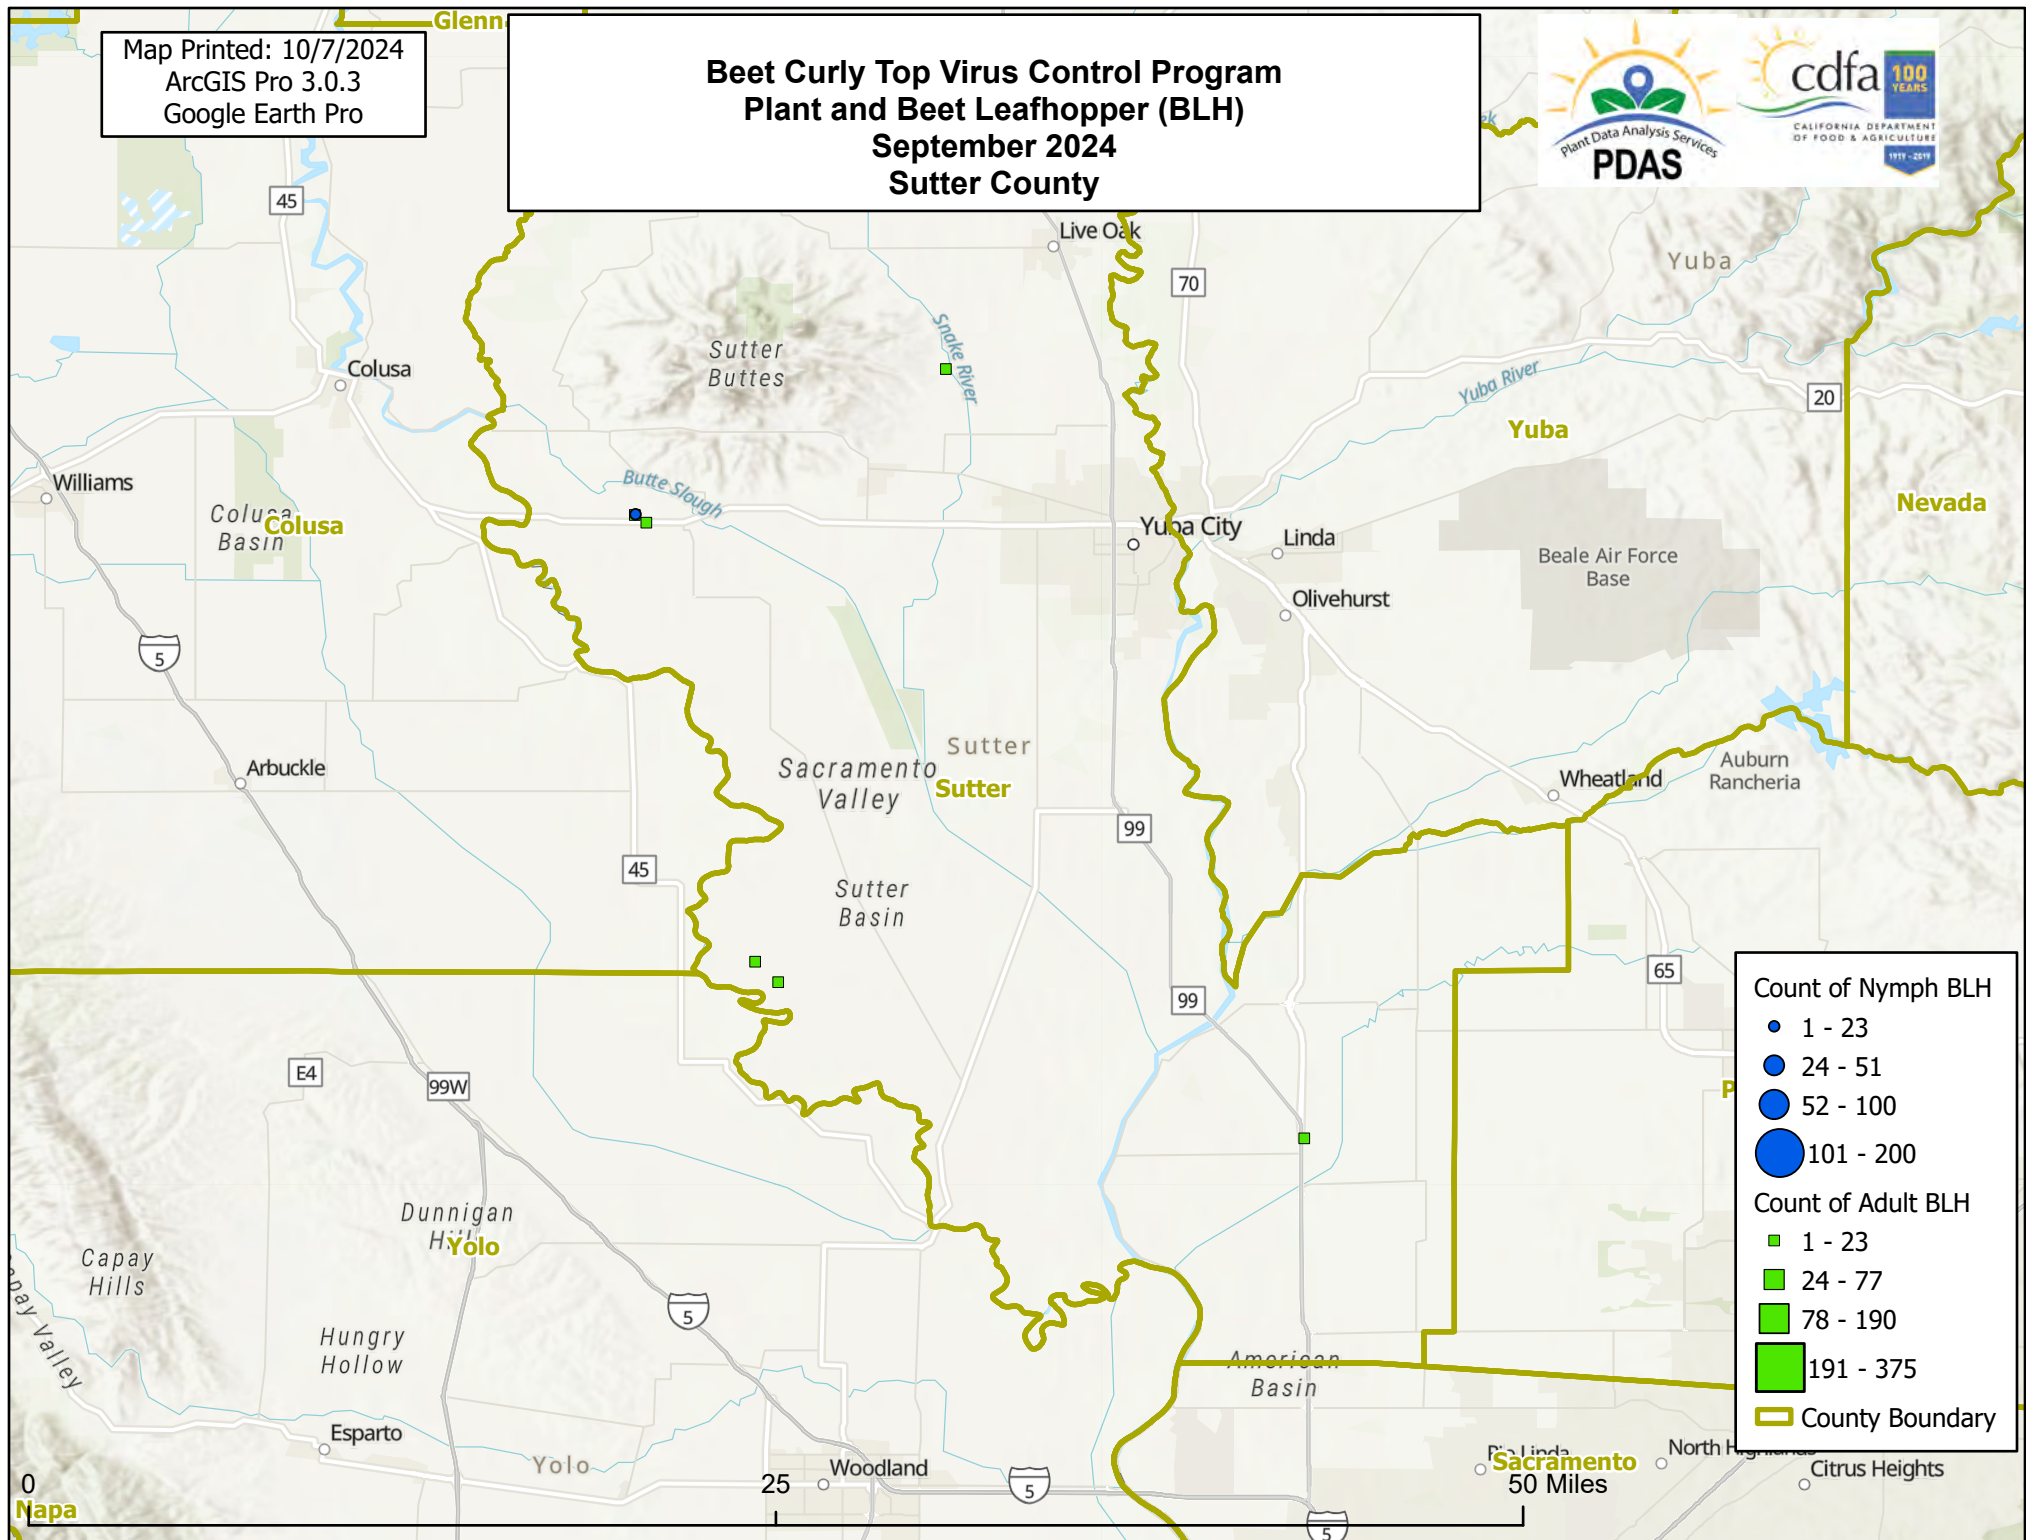 Glenn
Map Printed: 10/7/2024
ArcGIS Pro 3.0.3
Google Earth Pro
Beet Curly Top Virus Control Program
Plant and Beet Leafhopper (BLH)
September 2024
Sutter County
Plant Data Analysis Services
PDAS
cdfa
100
YEARS
CALIFORNIA DEPARTMENT
OF FOOD & AGRICULTURE
1919 - 2019
45
Live Oak
70
Yuba
Snake River
Sutter
Buttes
Colusa
Yuba River
20
Yuba
Williams
Butte Slough
Nevada
Colusa
Basin
Colusa
Yuba City
Linda
Beale Air Force
Base
Olivehurst
5
Sutter
Sacramento
Valley
Sutter
Arbuckle
Auburn
Rancheria
Wheatland
99
45
Sutter
Basin
65
99
E4
99W
Dunnigan
Yolo
Capay
Hills
5
Hungry
Hollow
American
Basin
Esparto
Yolo
Woodland
5
Rio Linda
Sacramento
North Highlands
Citrus Heights
5
Napa
0
25
50 Miles
Count of Nymph BLH
1 - 23
24 - 51
52 - 100
101 - 200
Count of Adult BLH
1 - 23
24 - 77
78 - 190
191 - 375
County Boundary